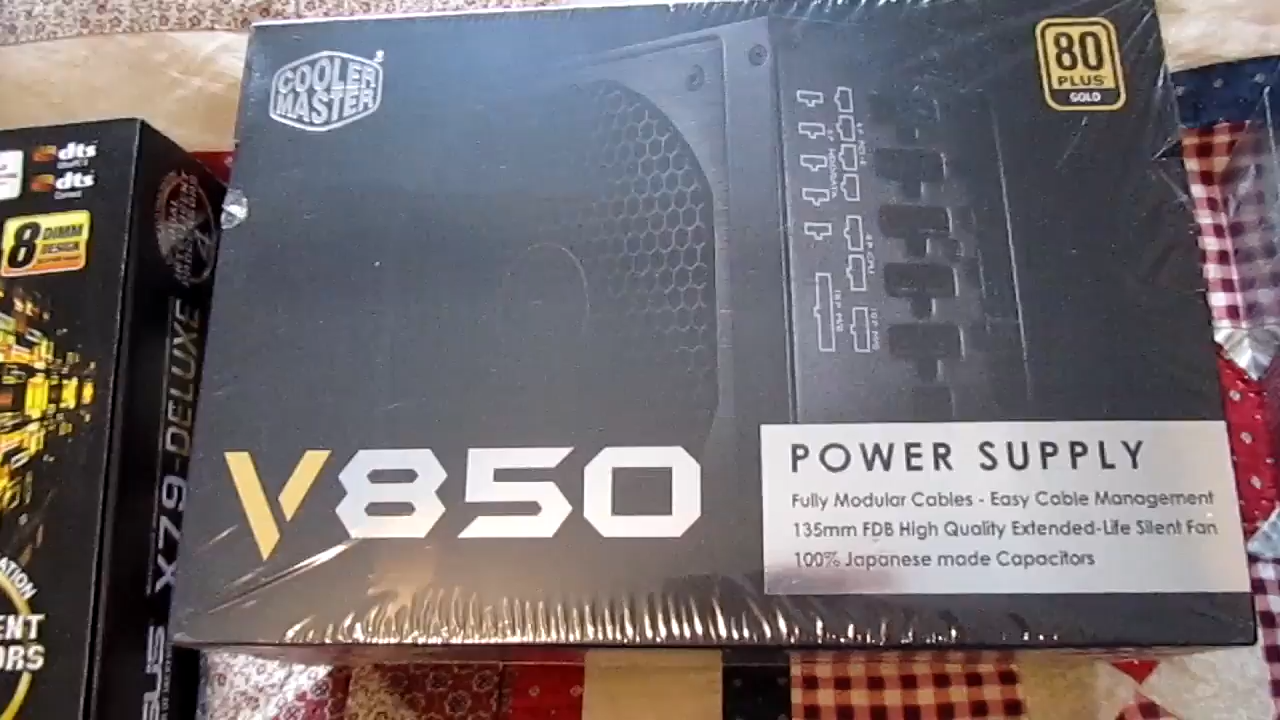 COOLER
MASTER
80
PLUS
GOLD
dts
dts
8 DIMM
DESIGN
ASUS X79-DELUXE
V850
POWER SUPPLY
Fully Modular Cables - Easy Cable Management
135mm FDB High Quality Extended-Life Silent Fan
100% Japanese made Capacitors